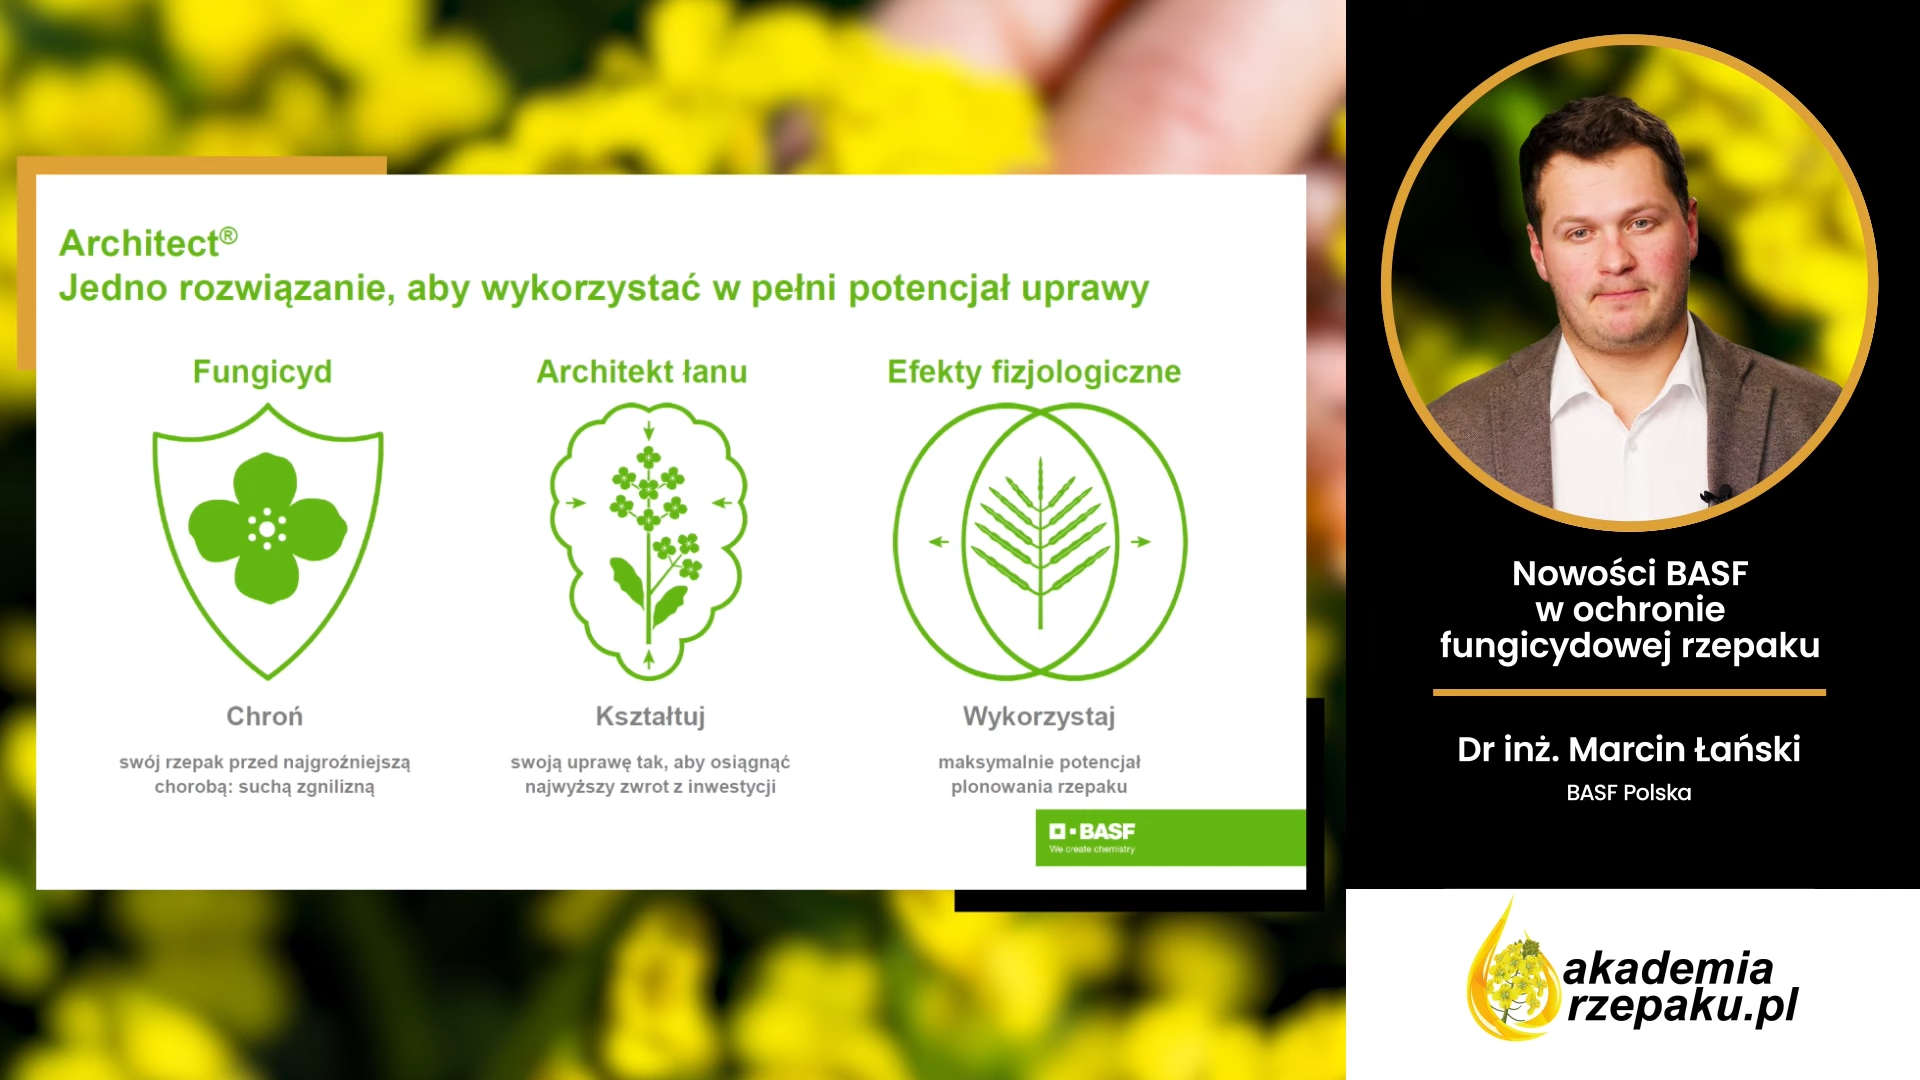 Architect®
Jedno rozwiązanie, aby wykorzystać w pełni potencjał uprawy
Fungicyd
Chroń
swój rzepak przed najgroźniejszą
chorobą: suchą zgnilizną
Architekt łanu
Kształtuj
swoją uprawę tak, aby osiągnąć
najwyższy zwrot z inwestycji
Efekty fizjologiczne
Wykorzystaj
maksymalnie potencjał
plonowania rzepaku
BASF
We create chemistry
Nowości BASF
w ochronie
fungicydowej rzepaku
Dr inż. Marcin Łański
BASF Polska
akademia
rzepaku.pl